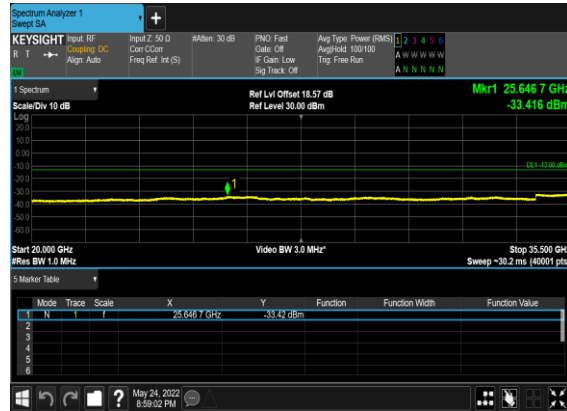 Spectrum Analyzer 1
Swept SA
+
KEYSIGHT Input: RF Input Z: 50 Ω #Atten: 30 dB PNO: Fast Avg Type: Power (RMS) 1 2 3 4 5 6
R T Coupling: DC Corr CCorr Gate: Off Avg|Hold: 100/100 A W W W W W
Align: Auto Freq Ref: Int (S) IF Gain: Low Trig: Free Run A N N N N N
Sig Track: Off
1 Spectrum Ref Lvl Offset 18.57 dB Mkr1 25.646 7 GHz
Scale/Div 10 dB Ref Level 30.00 dBm -33.416 dBm
Log
20.0
10.0
0.00
-10.0
DL1 -13.00 dBm
-20.0
1
-30.0
-40.0
-50.0
-60.0
Start 20.000 GHz Video BW 3.0 MHz* Stop 35.500 GHz
#Res BW 1.0 MHz Sweep ~30.2 ms (40001 pts)
5 Marker Table
Mode Trace Scale X Y Function Function Width Function Value
1 N 1 f 25.646 7 GHz -33.42 dBm
2
3
4
5
6
? May 24, 2022
8:59:02 PM